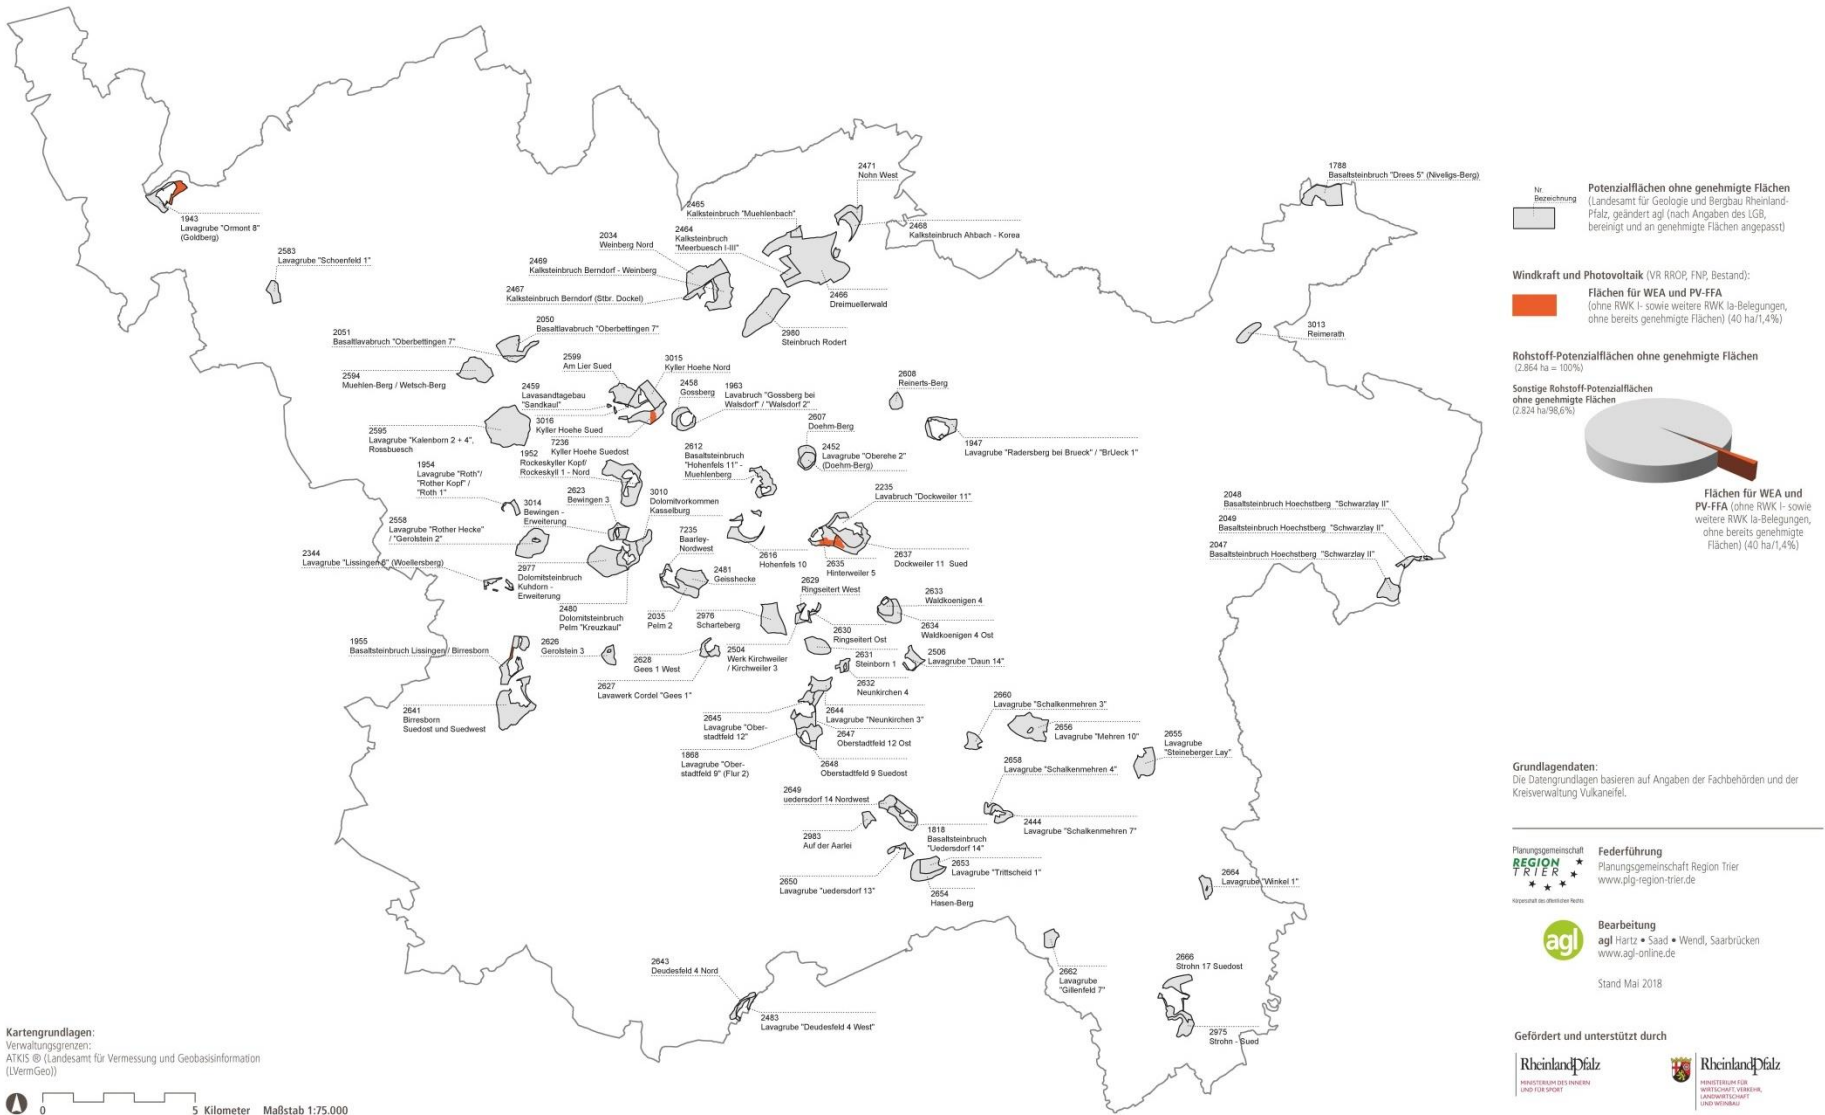 1943
Lavagrube "Ormont 8"
(Goldberg)
2583
Lavagrube "Schoenfeld 1"
2471
Nohn West
2465
Kalksteinbruch "Muehlenbach"
2464
Kalksteinbruch
"Meerbuesch I-III"
2468
Kalksteinbruch Ahbach - Korea
2034
Weinberg Nord
2469
Kalksteinbruch Berndorf - Weinberg
2467
Kalksteinbruch Berndorf (Stbr. Dockel)
2466
Dreimuellerwald
2980
Steinbruch Rodert
1788
Basaltsteinbruch "Drees 5" (Niveligs-Berg)
3013
Reimerath
2050
Basaltlavabruch "Oberbettingen 7"
2051
Basaltlavabruch "Oberbettingen 7"
2594
Muehlen-Berg / Wetsch-Berg
2599
Am Lier Sued
3015
Kyller Hoehe Nord
2459
Lavasandtagebau
"Sandkaul"
2458
Gossberg
1963
Lavabruch "Gossberg bei
Walsdorf" / "Walsdorf 2"
2608
Reinerts-Berg
3016
Kyller Hoehe Sued
7236
Kyller Hoehe Suedost
2595
Lavagrube "Kalenborn 2 + 4",
Rossbuesch
2607
Doehm-Berg
2452
Lavagrube "Oberehe 2"
(Doehm-Berg)
1947
Lavagrube "Radersberg bei Brueck" / "BrUeck 1"
2612
Basaltsteinbruch
"Hohenfels 11" -
Muehlenberg
1952
Rockeskyller Kopf/
Rockeskyll 1 - Nord
1954
Lavagrube "Roth"/
"Rother Kopf" /
"Roth 1"
2623
Bewingen 3
3010
Dolomitvorkommen
Kasselburg
3014
Bewingen -
Erweiterung
2235
Lavabruch "Dockweiler 11"
2558
Lavagrube "Rother Hecke"
/ "Gerolstein 2"
7235
Baarley-
Nordwest
2344
Lavagrube "Lissingen 6" (Woellersberg)
2616
Hohenfels 10
2635
Hinterweiler 5
2637
Dockweiler 11 Sued
2977
Dolomitsteinbruch
Kuhdorn -
Erweiterung
2481
Geisshecke
2629
Ringseitert West
2633
Waldkoenigen 4
2480
Dolomitsteinbruch
Pelm "Kreuzkaul"
2035
Pelm 2
2976
Scharteberg
2634
Waldkoenigen 4 Ost
2630
Ringseitert Ost
1955
Basaltsteinbruch Lissingen / Birresborn
2626
Gerolstein 3
2628
Gees 1 West
2504
Werk Kirchweiler
/ Kirchweiler 3
2631
Steinborn 1
2506
Lavagrube "Daun 14"
2627
Lavawerk Cordel "Gees 1"
2632
Neunkirchen 4
2641
Birresborn
Suedost und Suedwest
2645
Lavagrube "Ober-
stadtfeld 12"
2644
Lavagrube "Neunkirchen 3"
2647
Oberstadtfeld 12 Ost
1868
Lavagrube "Ober-
stadtfeld 9" (Flur 2)
2648
Oberstadtfeld 9 Suedost
2660
Lavagrube "Schalkenmehren 3"
2656
Lavagrube "Mehren 10"
2655
Lavagrube
"Steineberger Lay"
2658
Lavagrube "Schalkenmehren 4"
2649
uedersdorf 14 Nordwest
2444
Lavagrube "Schalkenmehren 7"
2983
Auf der Aarlei
1818
Basaltsteinbruch
"Uedersdorf 14"
2653
Lavagrube "Trittscheid 1"
2650
Lavagrube "uedersdorf 13"
2654
Hasen-Berg
2664
Lavagrube "Winkel 1"
2643
Deudesfeld 4 Nord
2483
Lavagrube "Deudesfeld 4 West"
2662
Lavagrube
"Gillenfeld 7"
2666
Strohn 17 Suedost
2975
Strohn - Sued
2048
Basaltsteinbruch Hoechstberg "Schwarzlay II"
2049
Basaltsteinbruch Hoechstberg "Schwarzlay II"
2047
Basaltsteinbruch Hoechstberg "Schwarzlay II"
Nr.
Bezeichnung
Potenzialflächen ohne genehmigte Flächen
(Landesamt für Geologie und Bergbau Rheinland-
Pfalz, geändert agl (nach Angaben des LGB,
bereinigt und an genehmigte Flächen angepasst)
Windkraft und Photovoltaik (VR RROP, FNP, Bestand):
Flächen für WEA und PV-FFA
(ohne RWK I- sowie weitere RWK Ia-Belegungen,
ohne bereits genehmigte Flächen) (40 ha/1,4%)
Rohstoff-Potenzialflächen ohne genehmigte Flächen
(2.864 ha = 100%)
Sonstige Rohstoff-Potenzialflächen
ohne genehmigte Flächen
(2.824 ha/98,6%)
Flächen für WEA und
PV-FFA (ohne RWK I- sowie
weitere RWK Ia-Belegungen,
ohne bereits genehmigte
Flächen) (40 ha/1,4%)
Grundlagendaten:
Die Datengrundlagen basieren auf Angaben der Fachbehörden und der
Kreisverwaltung Vulkaneifel.
Planungsgemeinschaft
REGION
TRIER
Körperschaft des öffentlichen Rechts
Federführung
Planungsgemeinschaft Region Trier
www.plg-region-trier.de
agl
Bearbeitung
agl Hartz • Saad • Wendl, Saarbrücken
www.agl-online.de
Stand Mai 2018
Gefördert und unterstützt durch
RheinlandPfalz
MINISTERIUM DES INNERN
UND FÜR SPORT
RheinlandPfalz
MINISTERIUM FÜR
WIRTSCHAFT, VERKEHR,
LANDWIRTSCHAFT
UND WEINBAU
Kartengrundlagen:
Verwaltungsgrenzen:
ATKIS ® (Landesamt für Vermessung und Geobasisinformation
(LVermGeo))
0 5 Kilometer Maßstab 1:75.000